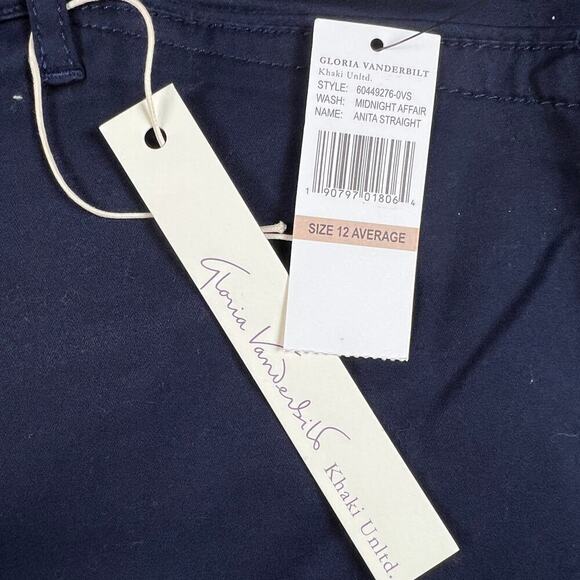 GLORIA VANDERBILT
Khaki Unltd.
STYLE: 60449276-0VS
WASH: MIDNIGHT AFFAIR
NAME: ANITA STRAIGHT
1 90797 01806 4
SIZE 12 AVERAGE
Gloria Vanderbilt
Khaki Unltd.